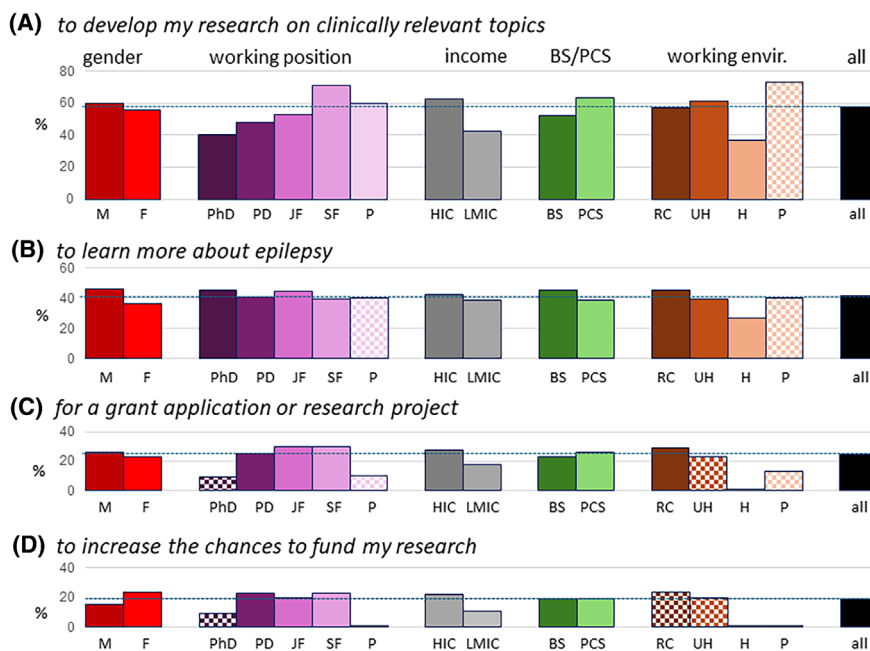 (A) to develop my research on clinically relevant topics
gender working position income BS/PCS working envir. all
80
60
40
20
0
%
M F PhD PD JF SF P HIC LMIC BS PCS RC UH H P all
(B) to learn more about epilepsy
60
40
20
0
%
M F PhD PD JF SF P HIC LMIC BS PCS RC UH H P all
(C) for a grant application or research project
40
20
0
%
M F PhD PD JF SF P HIC LMIC BS PCS RC UH H P all
(D) to increase the chances to fund my research
40
20
0
%
M F PhD PD JF SF P HIC LMIC BS PCS RC UH H P all